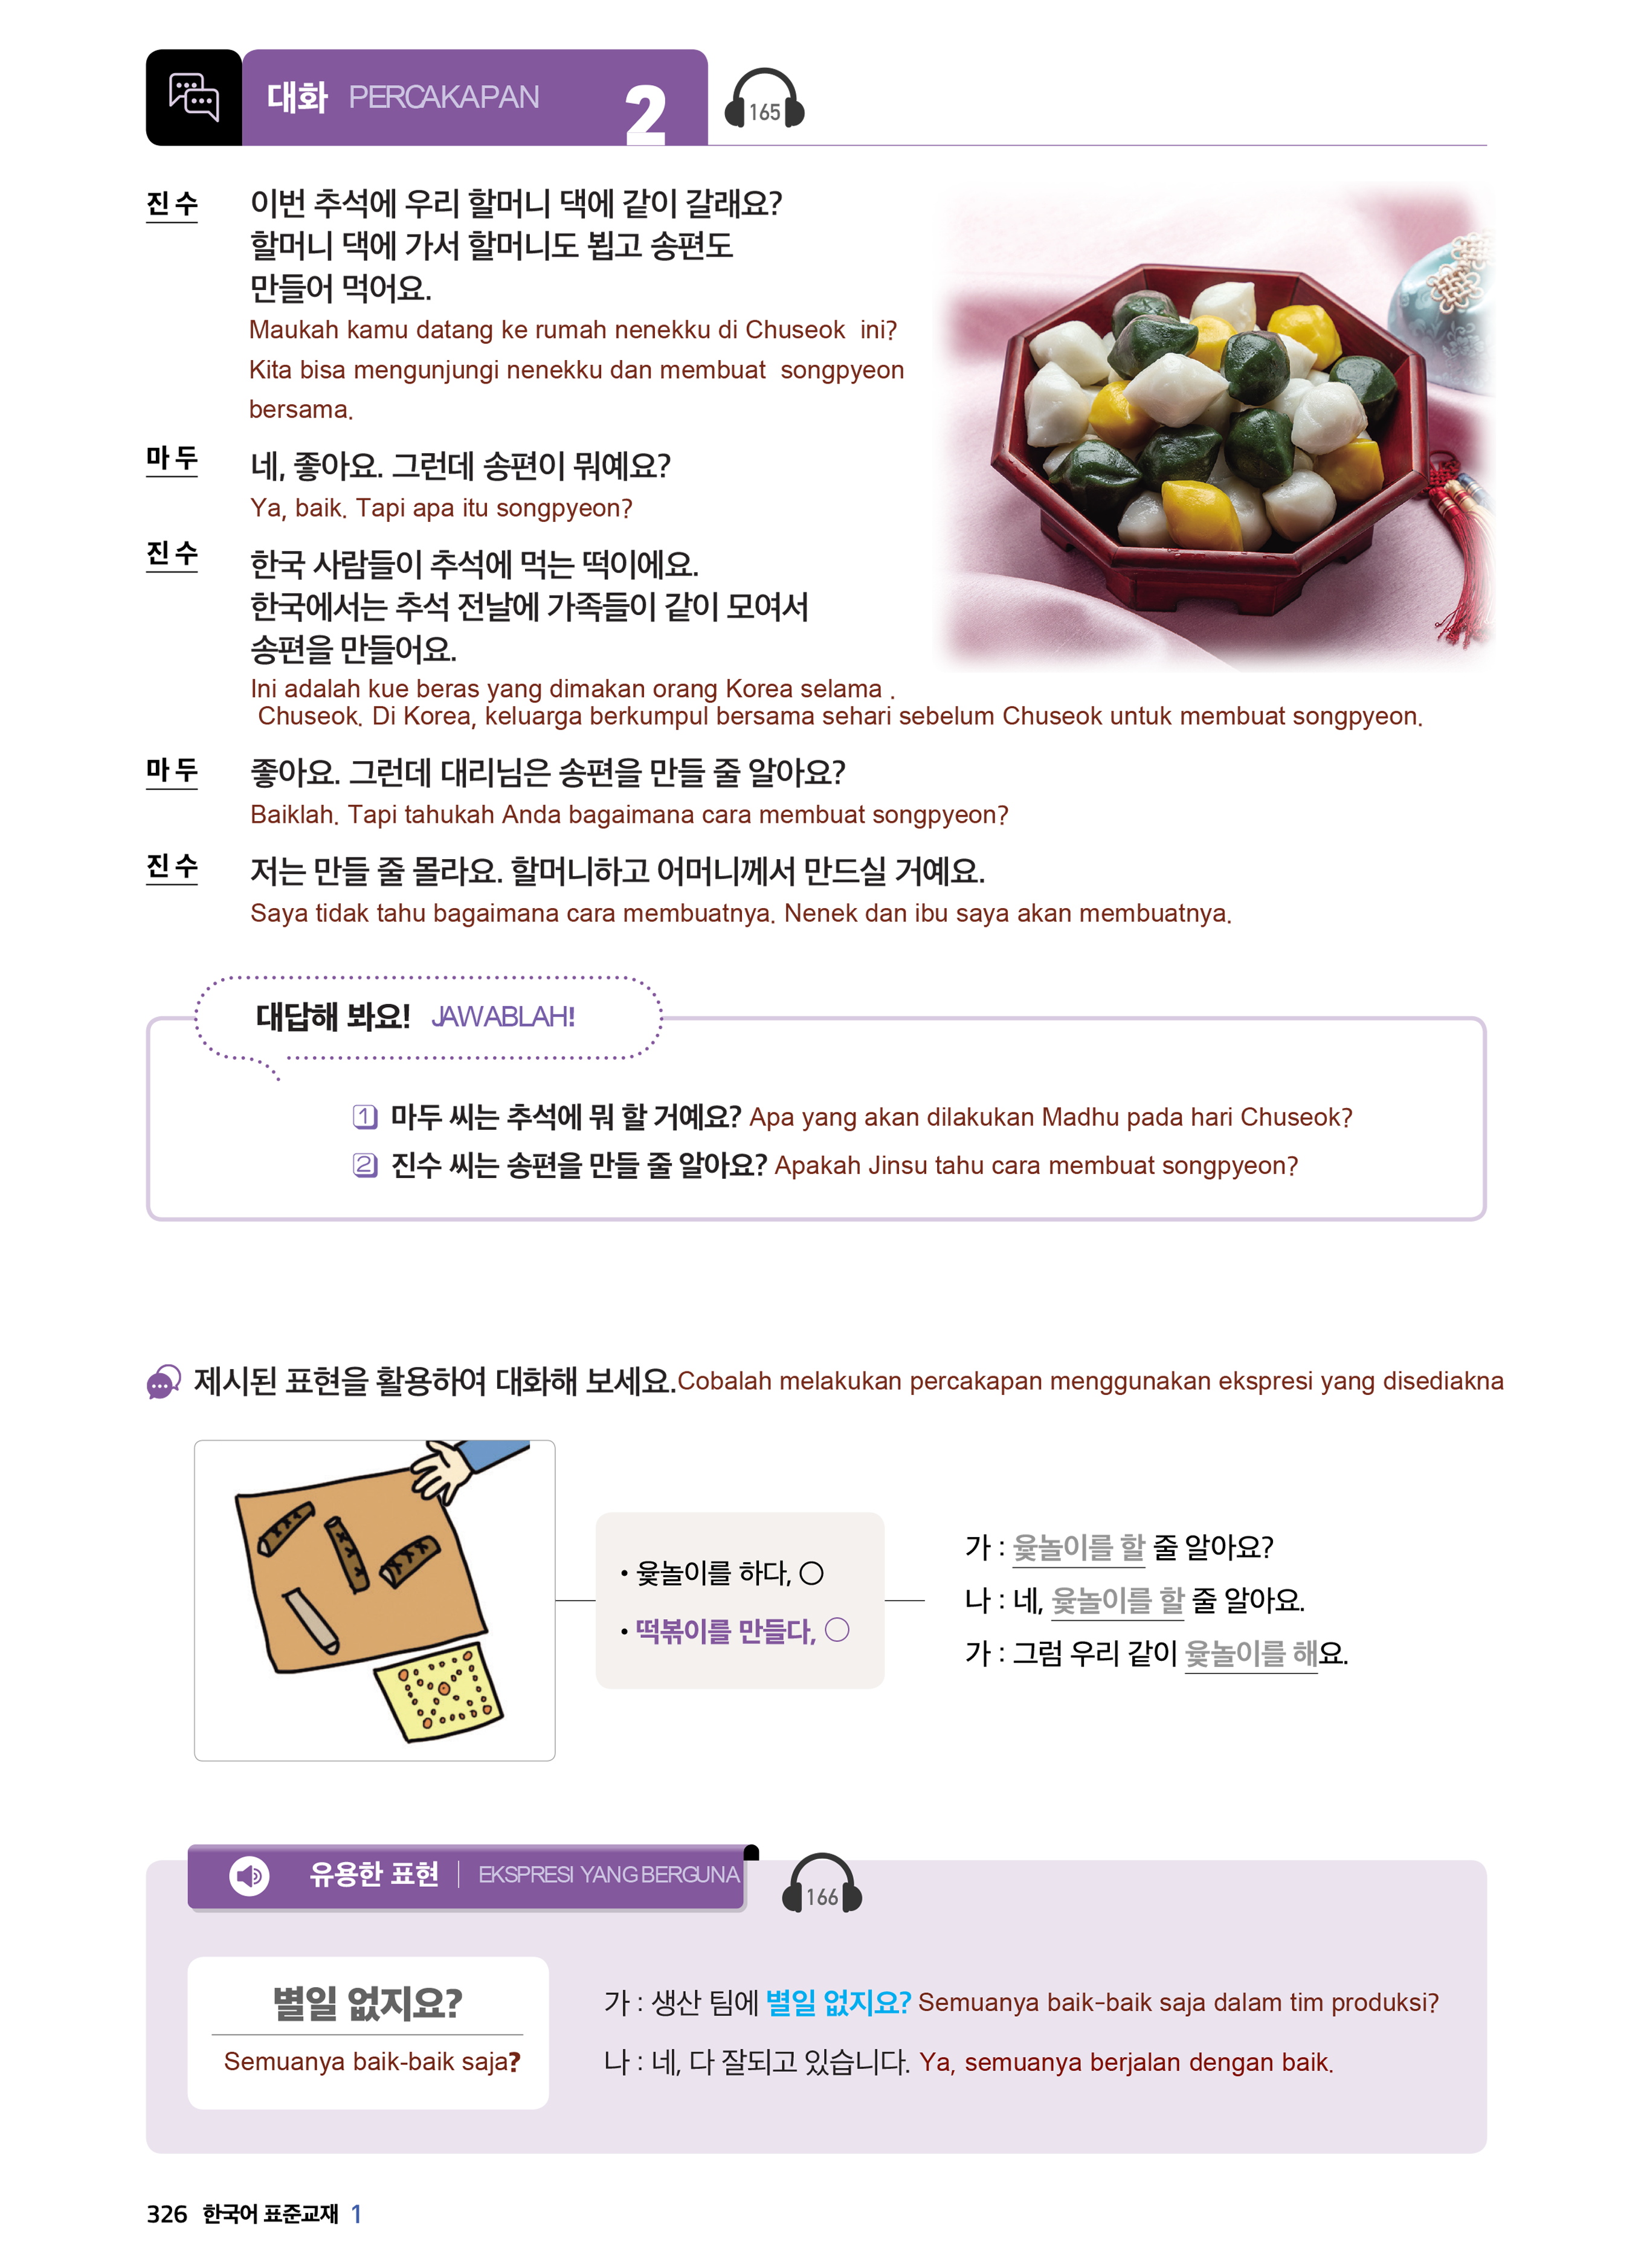 대화 PERCAKAPAN 2 165
진수 이번 추석에 우리 할머니 댁에 같이 갈래요?
할머니 댁에 가서 할머니도 뵙고 송편도
만들어 먹어요.
Maukah kamu datang ke rumah nenekku di Chuseok ini?
Kita bisa mengunjungi nenekku dan membuat songpyeon
bersama.
마두 네, 좋아요. 그런데 송편이 뭐예요?
Ya, baik. Tapi apa itu songpyeon?
진수 한국 사람들이 추석에 먹는 떡이에요.
한국에서는 추석 전날에 가족들이 같이 모여서
송편을 만들어요.
Ini adalah kue beras yang dimakan orang Korea selama .
Chuseok. Di Korea, keluarga berkumpul bersama sehari sebelum Chuseok untuk membuat songpyeon.
마두 좋아요. 그런데 대리님은 송편을 만들 줄 알아요?
Baiklah. Tapi tahukah Anda bagaimana cara membuat songpyeon?
진수 저는 만들 줄 몰라요. 할머니하고 어머니께서 만드실 거예요.
Saya tidak tahu bagaimana cara membuatnya. Nenek dan ibu saya akan membuatnya.
대답해 봐요! JAWABLAH!
1 마두 씨는 추석에 뭐 할 거예요? Apa yang akan dilakukan Madhu pada hari Chuseok?
2 진수 씨는 송편을 만들 줄 알아요? Apakah Jinsu tahu cara membuat songpyeon?
제시된 표현을 활용하여 대화해 보세요.Cobalah melakukan percakapan menggunakan ekspresi yang disediakna
• 윷놀이를 하다, ○
• 떡볶이를 만들다, ○
가 : 윷놀이를 할 줄 알아요?
나 : 네, 윷놀이를 할 줄 알아요.
가 : 그럼 우리 같이 윷놀이를 해요.
유용한 표현 | EKSPRESI YANG BERGUNA 166
별일 없지요?
Semuanya baik-baik saja?
가 : 생산 팀에 별일 없지요? Semuanya baik-baik saja dalam tim produksi?
나 : 네, 다 잘되고 있습니다. Ya, semuanya berjalan dengan baik.
326 한국어 표준교재 1